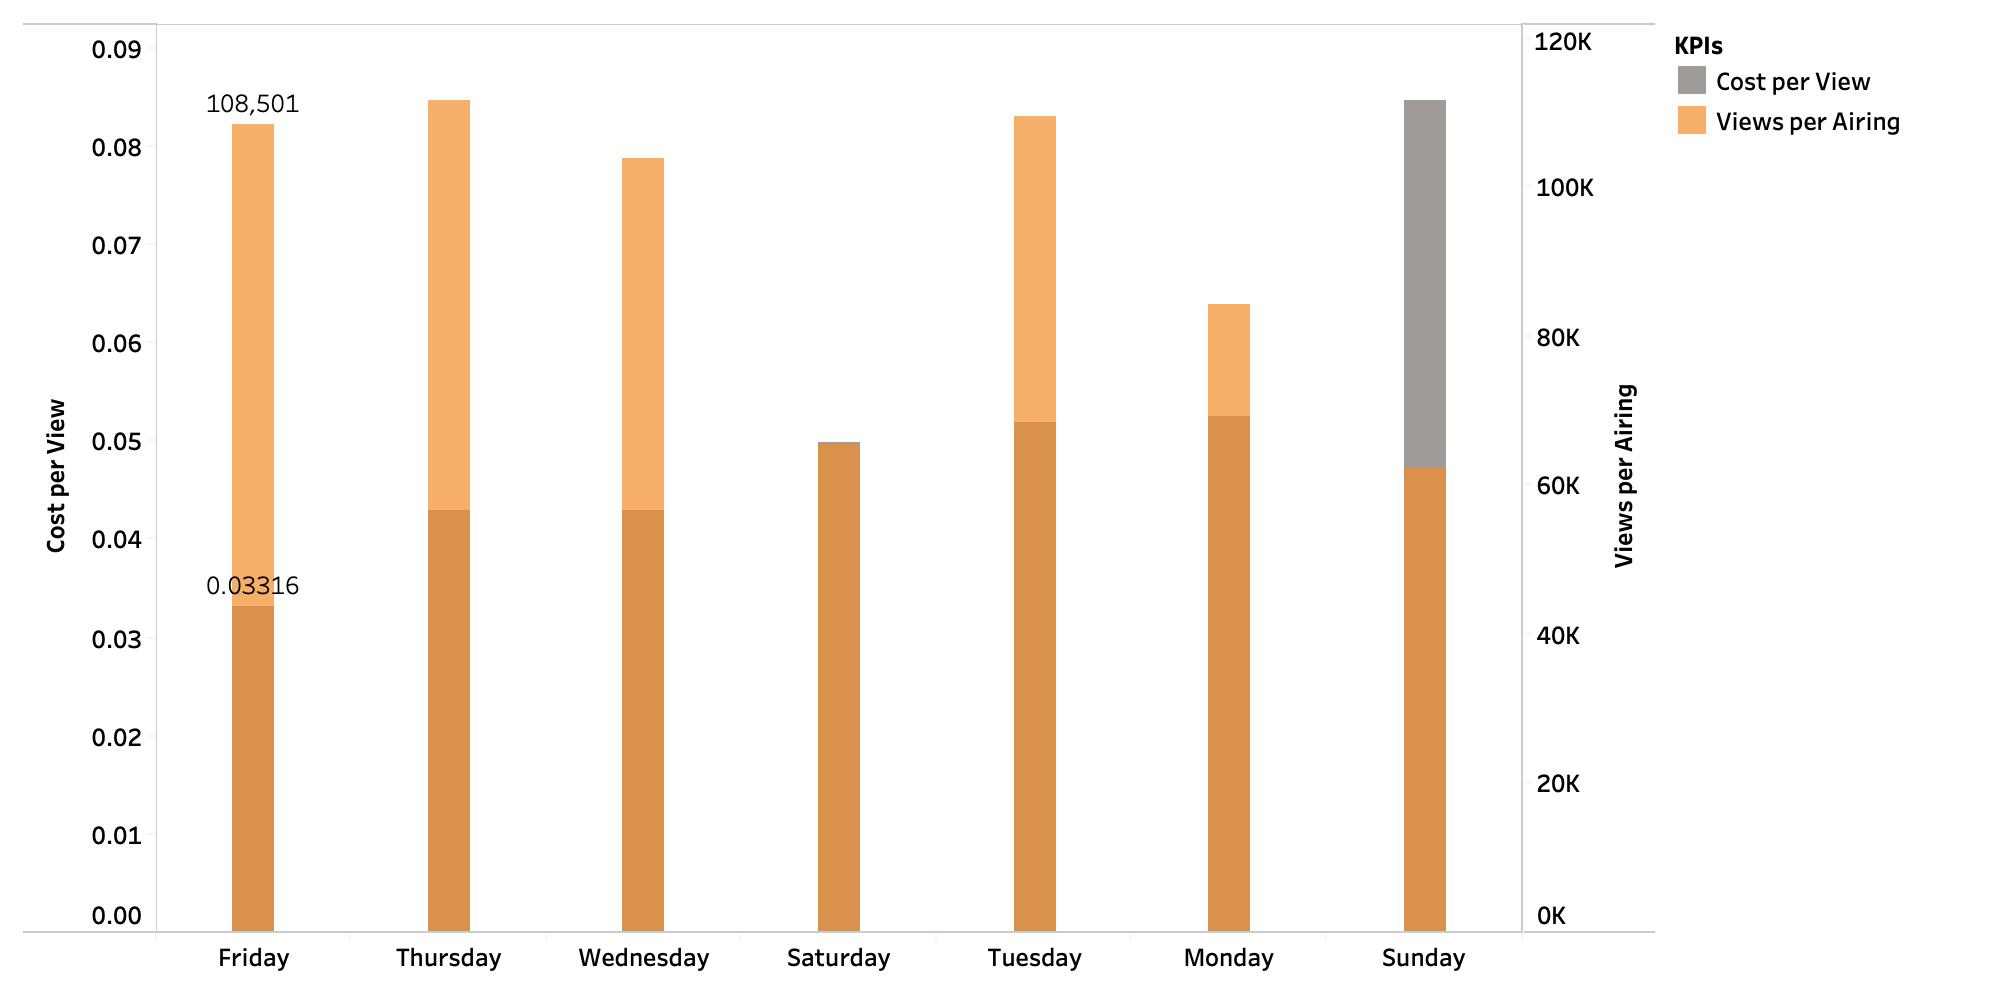 0.09
0.08
0.07
0.06
0.05
0.04
0.03
0.02
0.01
0.00
Cost per View
108,501
0.03316
Friday
Thursday
Wednesday
Saturday
Tuesday
Monday
Sunday
120K
100K
80K
60K
40K
20K
0K
Views per Airing
KPIs
Cost per View
Views per Airing